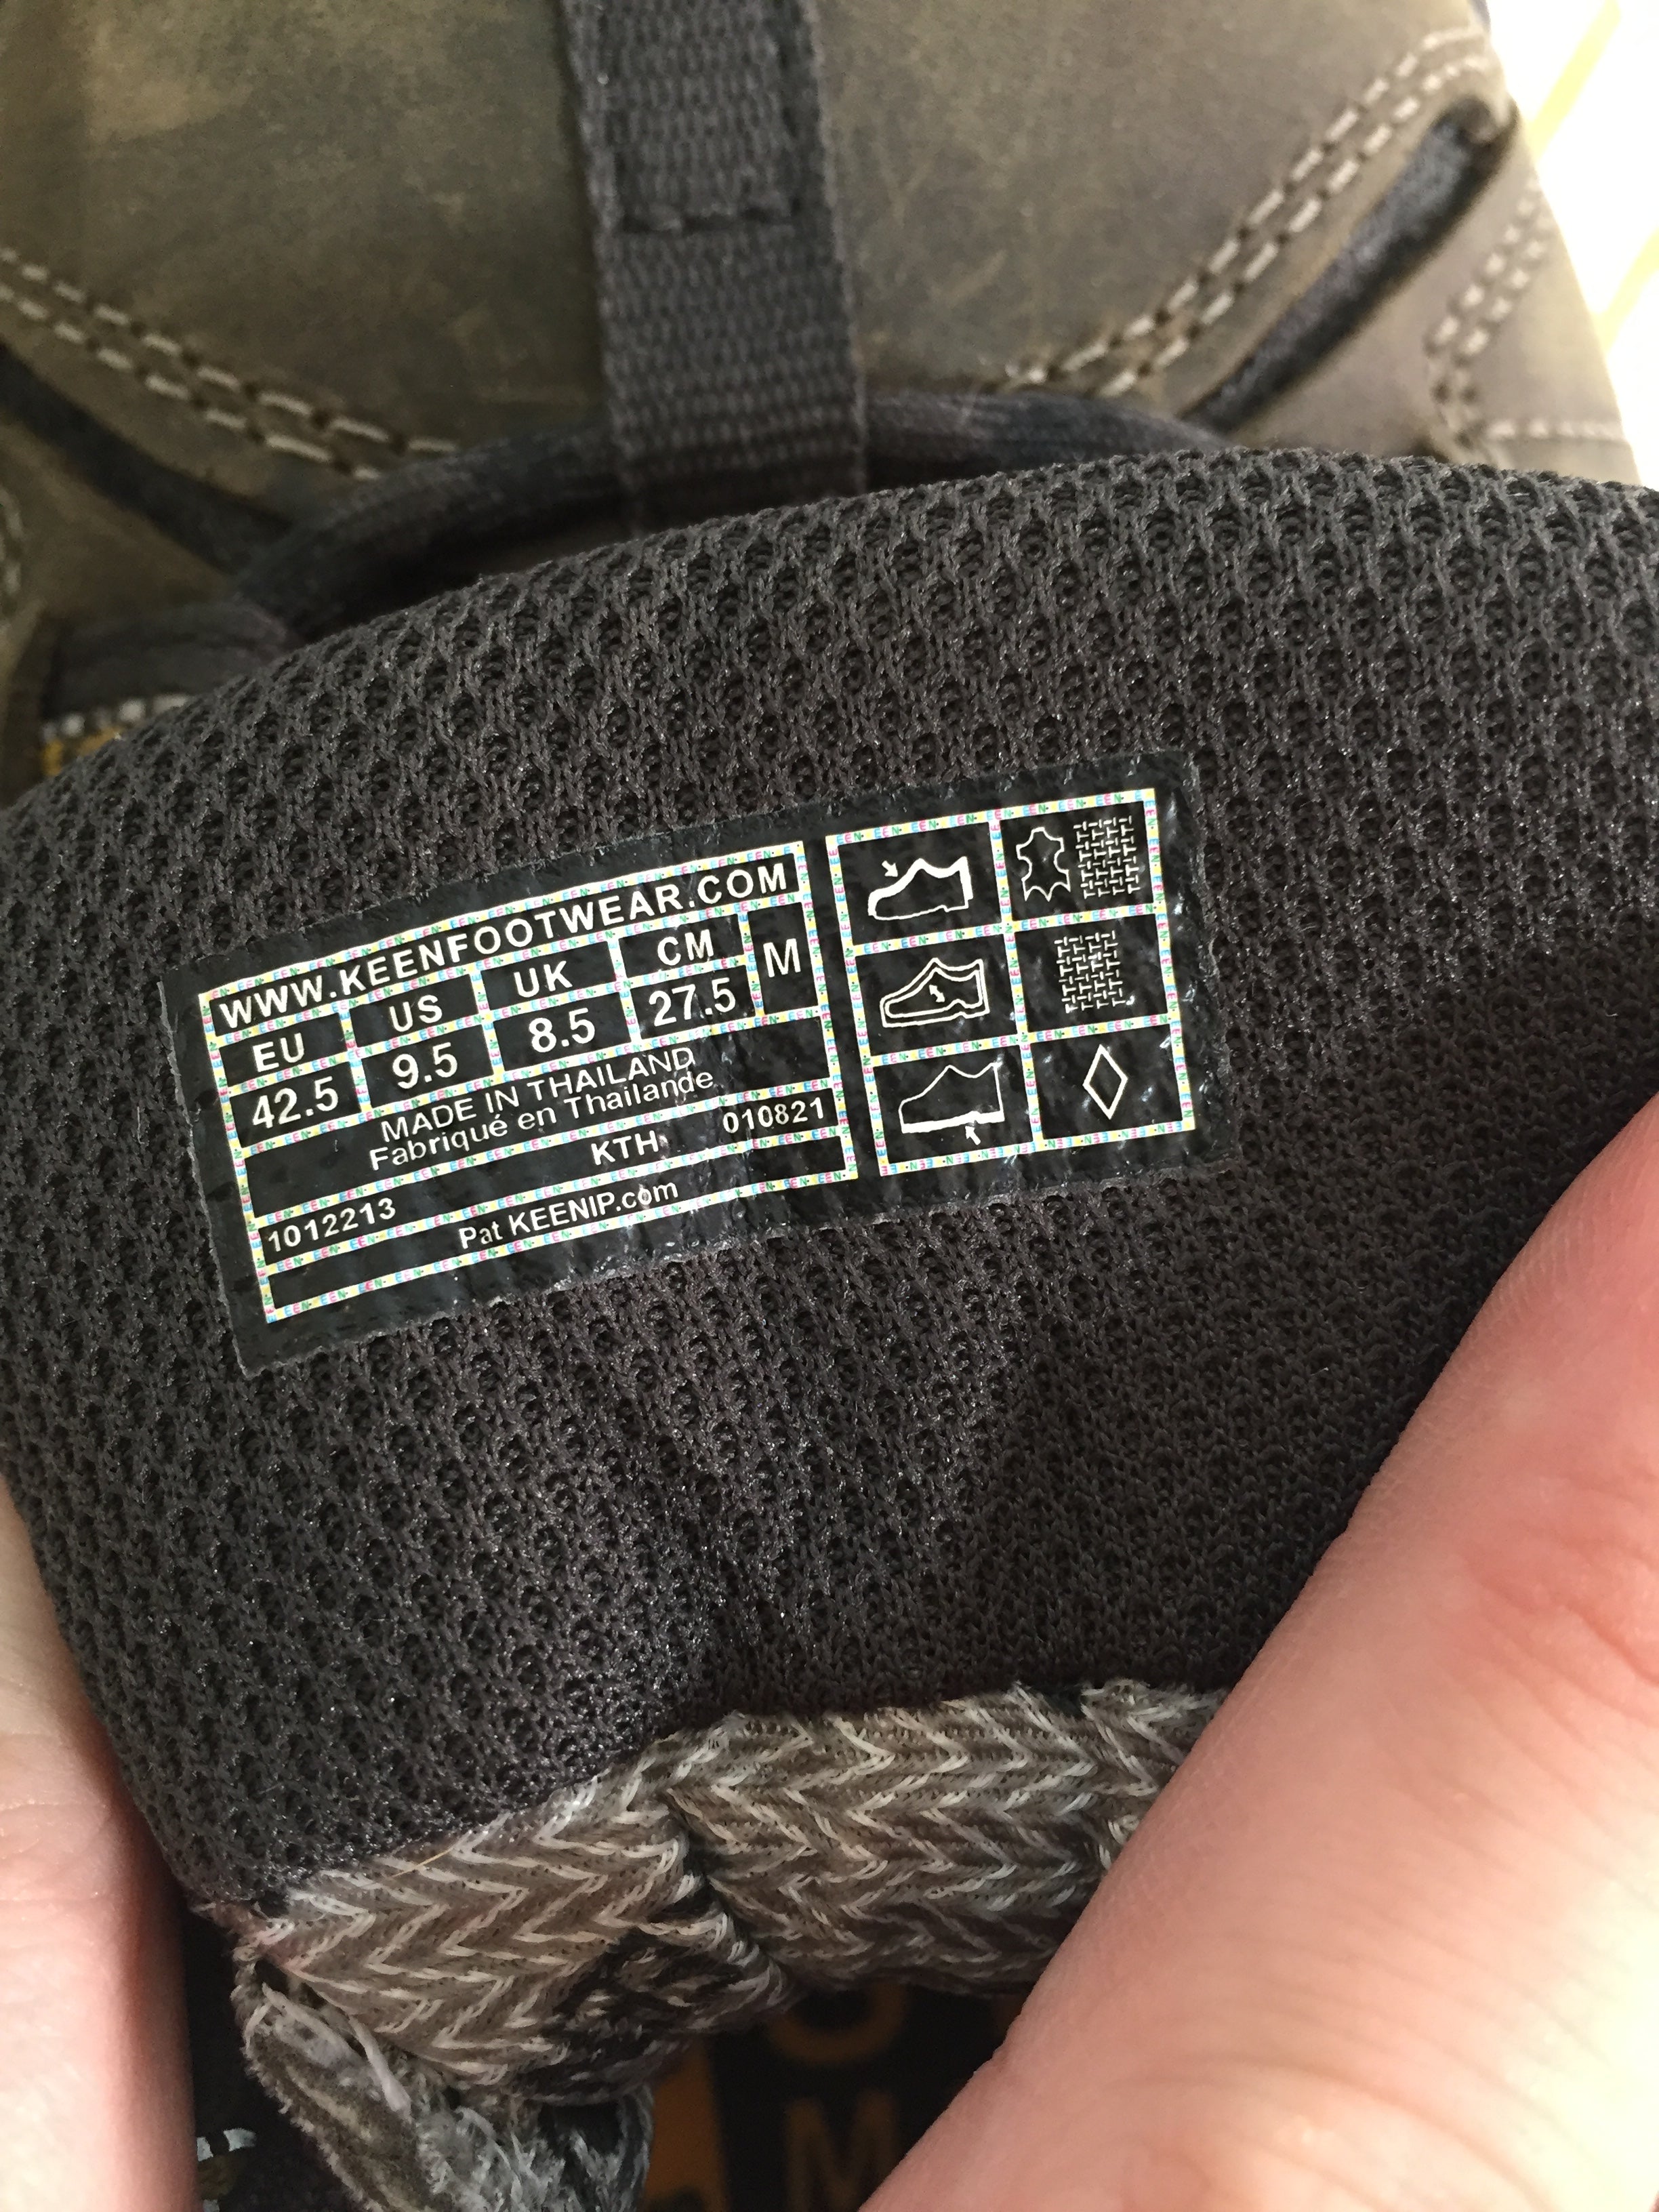 WWW.KEENFOOTWEAR.COM
EU US UK CM M
42.5 9.5 8.5 27.5
MADE IN THAILAND
Fabriqué en Thaïlande
1012213 KTH 010821
Pat KEENIP.com
M